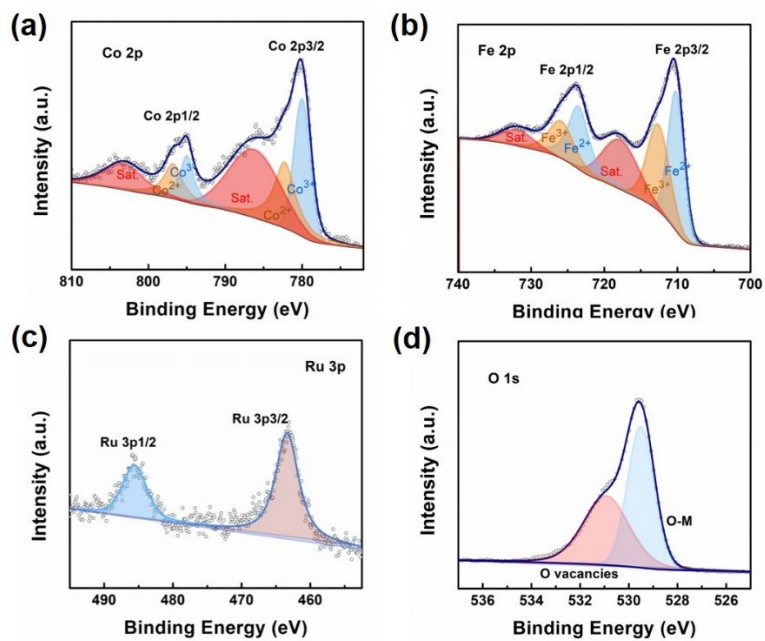 (a)
Co 2p
Co 2p3/2
Co 2p1/2
Sat.
Co2+
Co3+
Sat.
Co2+
Co3+
Intensity (a.u.)
810 800 790 780
Binding Energy (eV)
(b)
Fe 2p
Fe 2p1/2
Fe 2p3/2
Sat.
Fe3+
Fe2+
Sat.
Fe3+
Fe2+
Intensity (a.u.)
740 730 720 710 700
Binding Energy (eV)
(c)
Ru 3p
Ru 3p1/2
Ru 3p3/2
Intensity (a.u.)
490 480 470 460
Binding Energy (eV)
(d)
O 1s
O-M
O vacancies
Intensity (a.u.)
536 534 532 530 528 526
Binding Energy (eV)